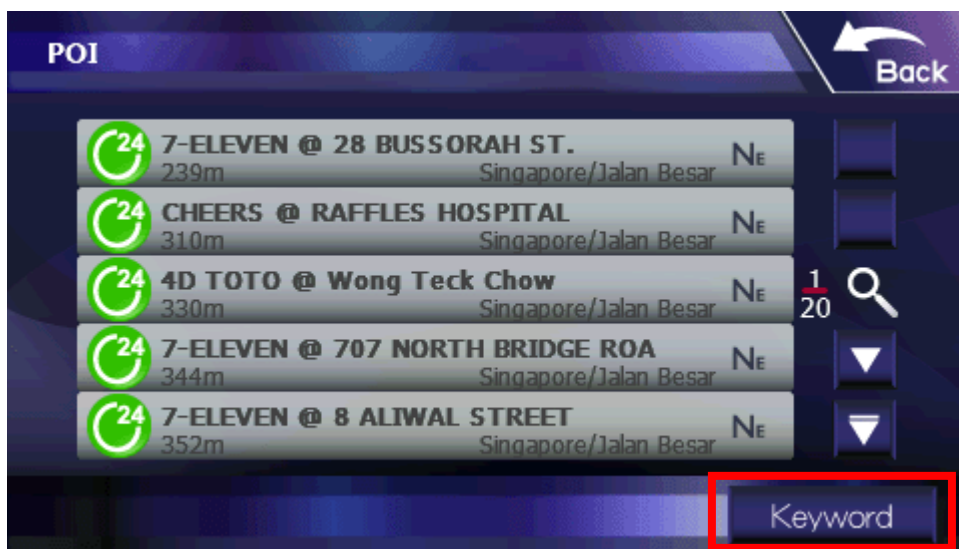 POI
Back
24 7-ELEVEN @ 28 BUSSORAH ST.
239m Singapore/Jalan Besar NE
24 CHEERS @ RAFFLES HOSPITAL
310m Singapore/Jalan Besar NE
24 4D TOTO @ Wong Teck Chow
330m Singapore/Jalan Besar NE
1
20
24 7-ELEVEN @ 707 NORTH BRIDGE ROA
344m Singapore/Jalan Besar NE
24 7-ELEVEN @ 8 ALIWAL STREET
352m Singapore/Jalan Besar NE
Keyword